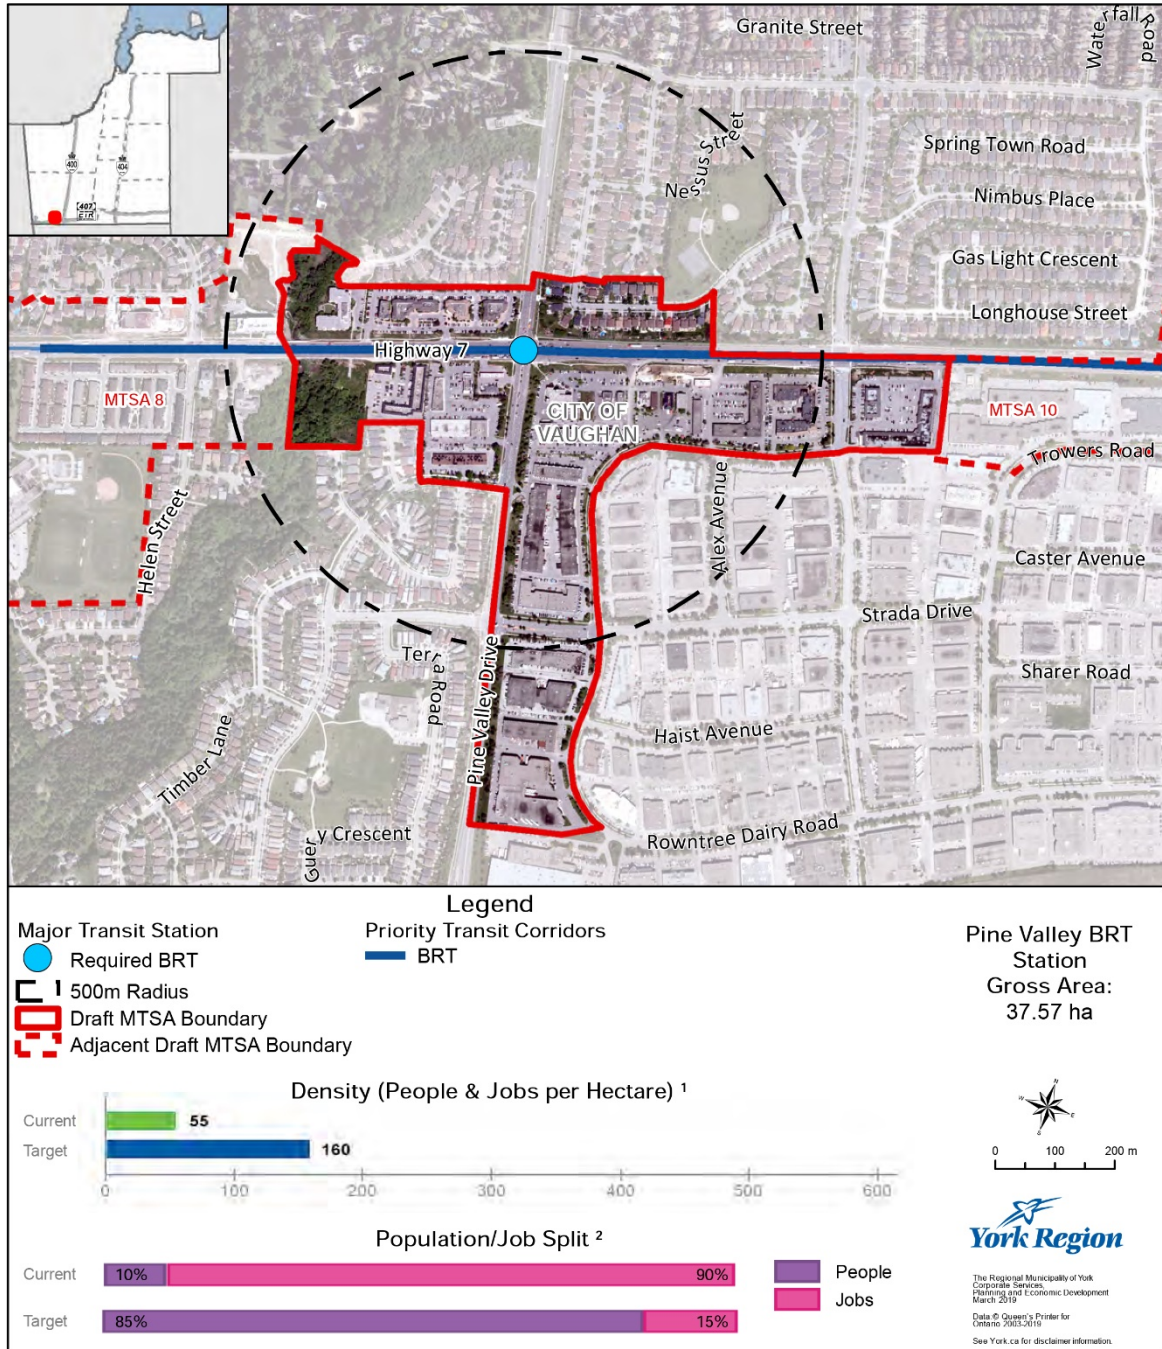 Granite Street
Waterfall Road
400
404
407
ETR
Nessus Street
Spring Town Road
Nimbus Place
Gas Light Crescent
Longhouse Street
Highway 7
MTSA 8
CITY OF
VAUGHAN
MTSA 10
Trowers Road
Helen Street
Alex Avenue
Caster Avenue
Strada Drive
Terra Road
Pine Valley Drive
Sharer Road
Timber Lane
Haist Avenue
Guery Crescent
Rowntree Dairy Road
Legend
Major Transit Station
Required BRT
500m Radius
Draft MTSA Boundary
Adjacent Draft MTSA Boundary
Priority Transit Corridors
BRT
Pine Valley BRT
Station
Gross Area:
37.57 ha
Density (People & Jobs per Hectare) ¹
Current 55
Target 160
0 100 200 300 400 500 600
N
W E
S
0 100 200 m
Population/Job Split ²
Current 10% 90%
Target 85% 15%
People
Jobs
York Region
The Regional Municipality of York
Corporate Services,
Planning and Economic Development
March 2019
Data:© Queen's Printer for
Ontario 2003-2019
See York.ca for disclaimer information.